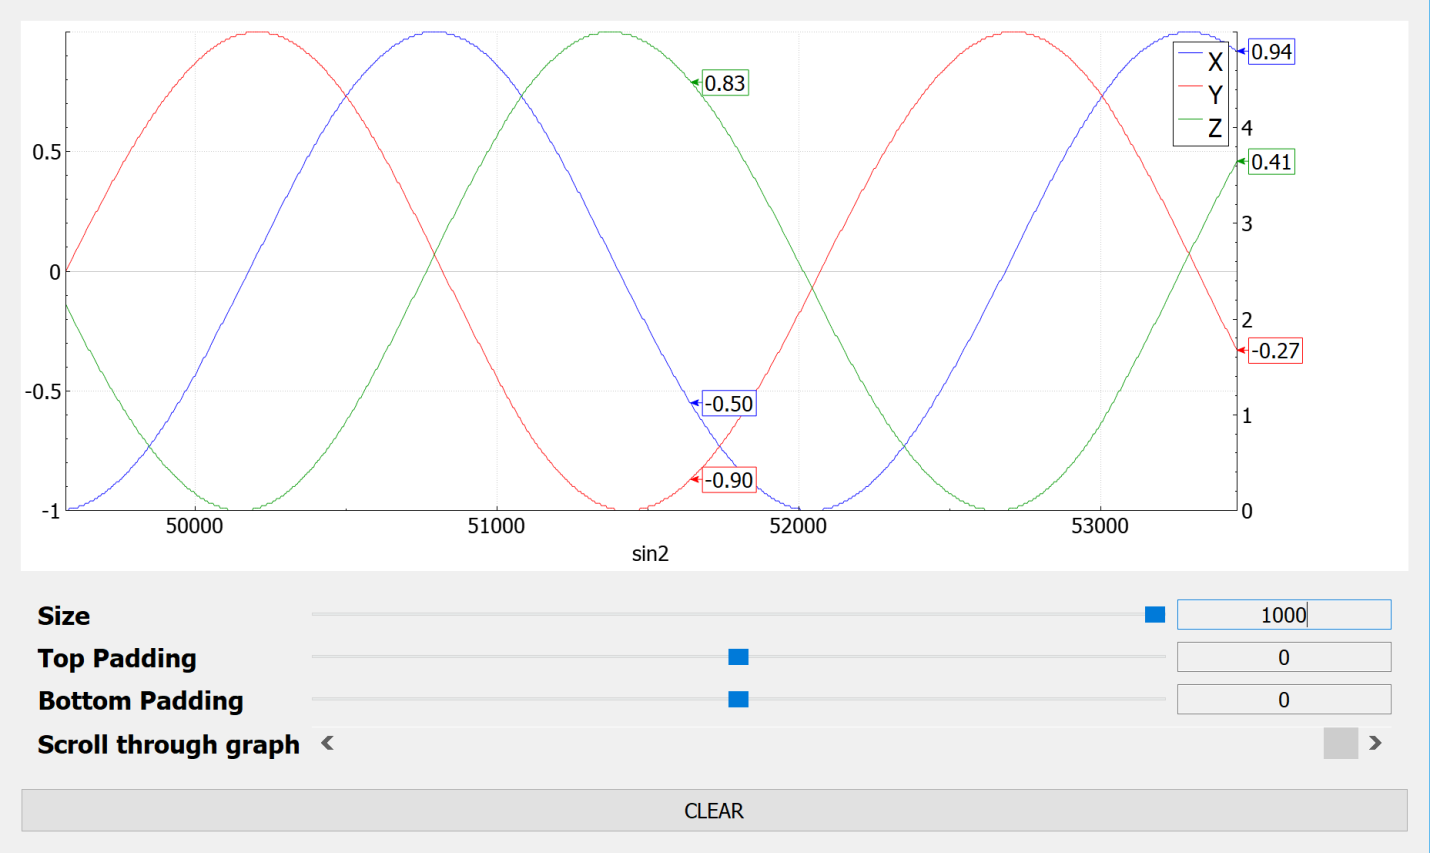 0.94
X
0.83
Y
4
0.5
Z
0.41
3
0
2
-0.27
-0.5
-0.50
1
-0.90
-1
0
50000 51000 52000 53000
sin2
Size 1000
Top Padding 0
Bottom Padding 0
Scroll through graph
CLEAR